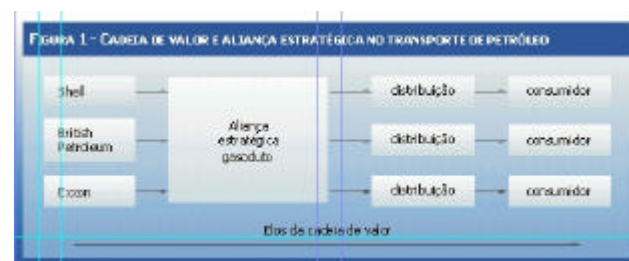 FIGURA 1 - CADEIA DE VALOR E ALIANÇA ESTRATÉGICA NO TRANSPORTE DE PETRÓLEO
Shell
distribuição
consumidor
British
Petroleum
Aliança
estratégica
gasoduto
distribuição
consumidor
Exxon
distribuição
consumidor
Elos da cadeia de valor